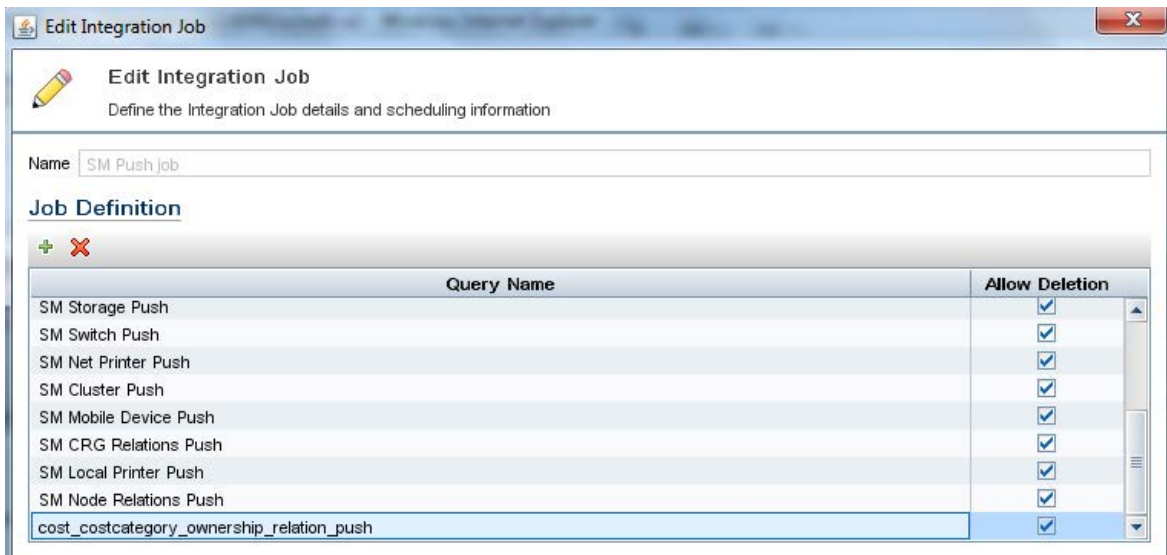 Edit Integration Job
Edit Integration Job
Define the Integration Job details and scheduling information
Name SM Push job
Job Definition
Query Name Allow Deletion
SM Storage Push
SM Switch Push
SM Net Printer Push
SM Cluster Push
SM Mobile Device Push
SM CRG Relations Push
SM Local Printer Push
SM Node Relations Push
cost_costcategory_ownership_relation_push